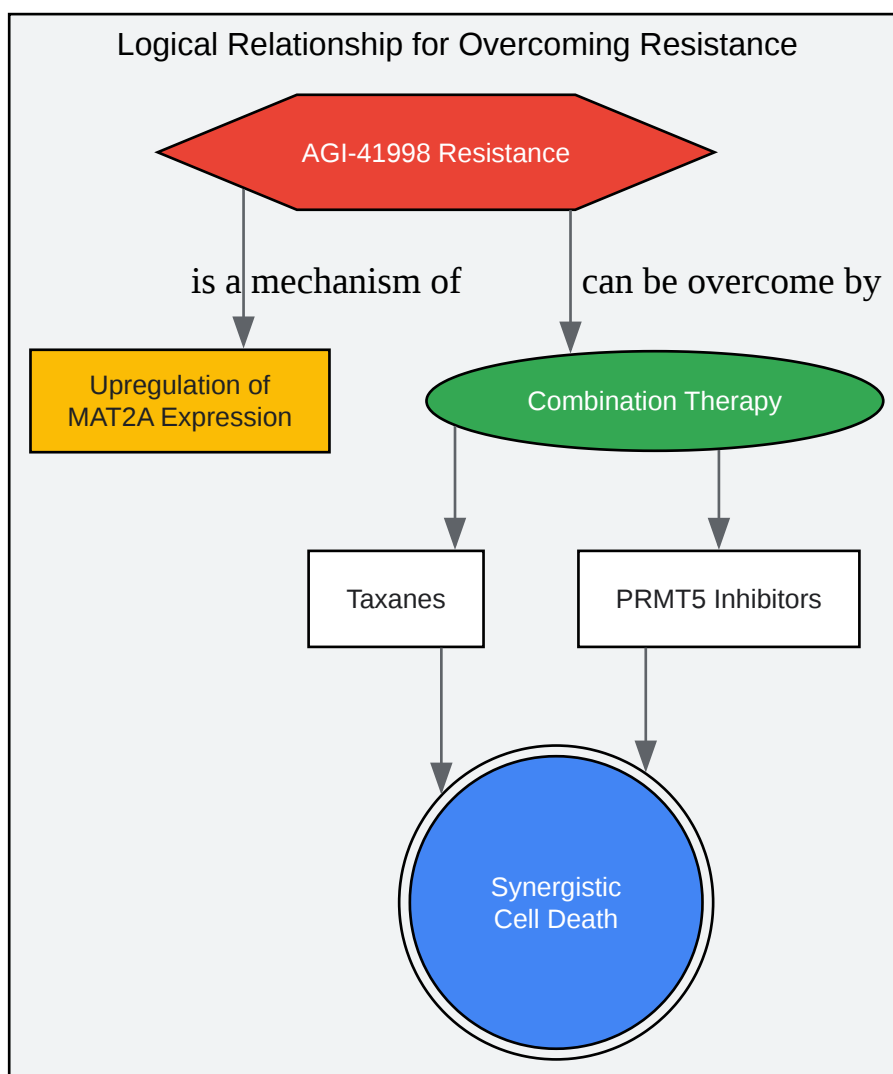 Logical Relationship for Overcoming Resistance
AGI-41998 Resistance
is a mechanism of
can be overcome by
Upregulation of
MAT2A Expression
Combination Therapy
Taxanes
PRMT5 Inhibitors
Synergistic
Cell Death